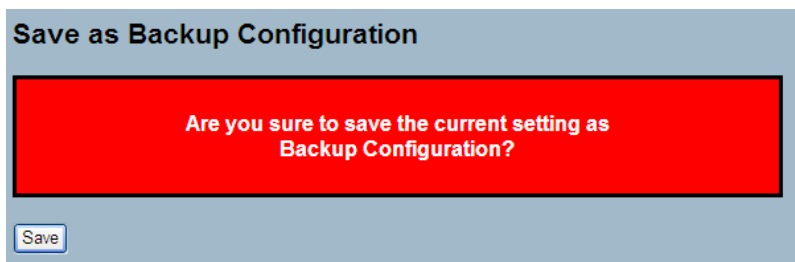 Save as Backup Configuration
Are you sure to save the current setting as
Backup Configuration?
Save